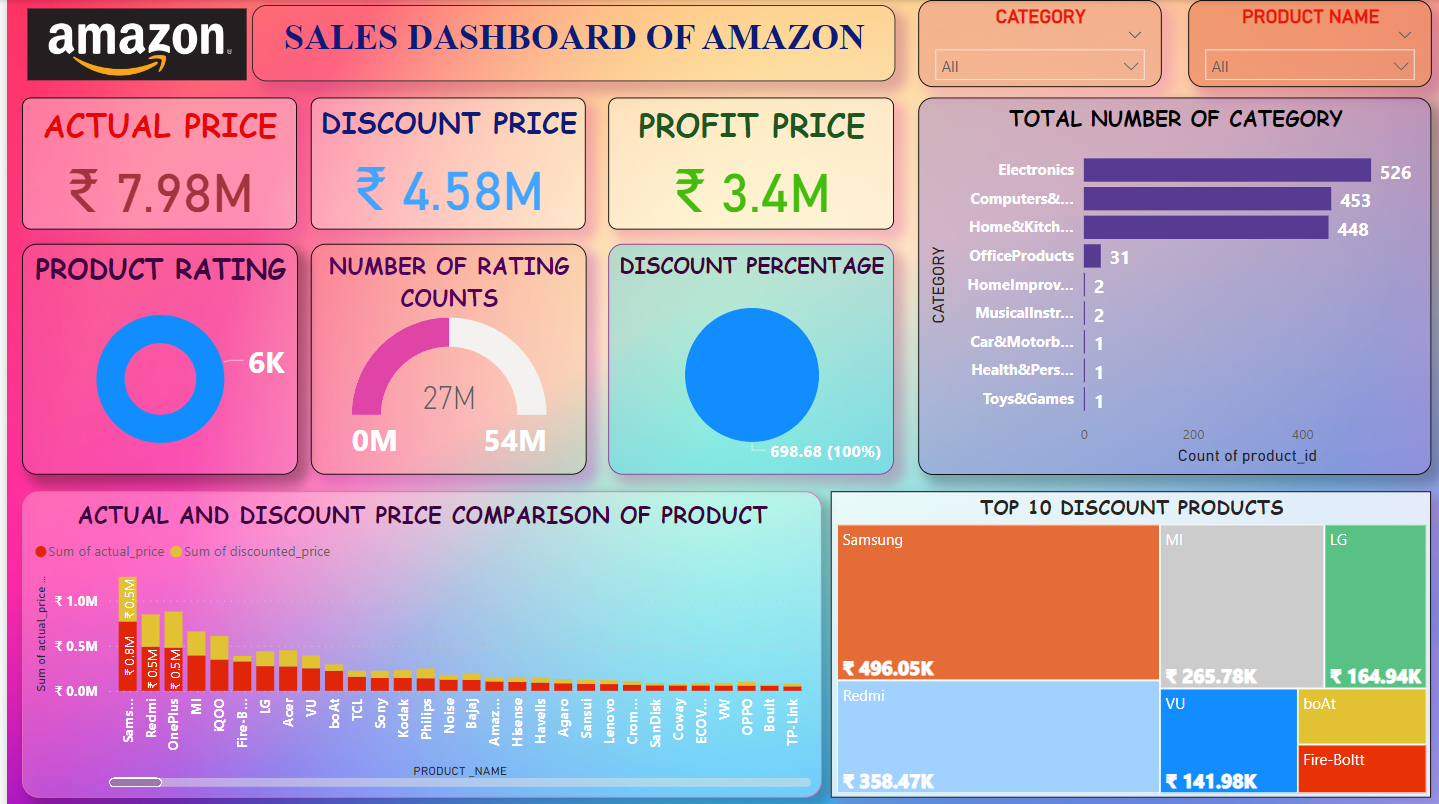 amazon
SALES DASHBOARD OF AMAZON
CATEGORY
All
PRODUCT NAME
All
ACTUAL PRICE
₹ 7.98M
DISCOUNT PRICE
₹ 4.58M
PROFIT PRICE
₹ 3.4M
TOTAL NUMBER OF CATEGORY
CATEGORY
Electronics 526
Computers&... 453
Home&Kitch... 448
OfficeProducts 31
HomeImprov... 2
MusicalInstr... 2
Car&Motorb... 1
Health&Pers... 1
Toys&Games 1
0 200 400
Count of product_id
PRODUCT RATING
6K
NUMBER OF RATING
COUNTS
27M
0M 54M
DISCOUNT PERCENTAGE
698.68 (100%)
ACTUAL AND DISCOUNT PRICE COMPARISON OF PRODUCT
Sum of actual_price Sum of discounted_price
Sum of actual_price ...
₹ 1.0M
₹ 0.5M
₹ 0.0M
₹ 0.5M
₹ 0.8M
₹ 0.5M
₹ 0.5M
Sams...
Redmi
OnePlus
MI
iQOO
Fire-B...
LG
Acer
VU
boAt
TCL
Sony
Kodak
Philips
Noise
Bajaj
Amaz...
Hisense
Havells
Agaro
Sansui
Lenovo
Crom...
SanDisk
Coway
ECOV...
VW
OPPO
Boult
TP-Link
PRODUCT _NAME
TOP 10 DISCOUNT PRODUCTS
Samsung
₹ 496.05K
Redmi
₹ 358.47K
MI
₹ 265.78K
LG
₹ 164.94K
VU
₹ 141.98K
boAt
Fire-Boltt